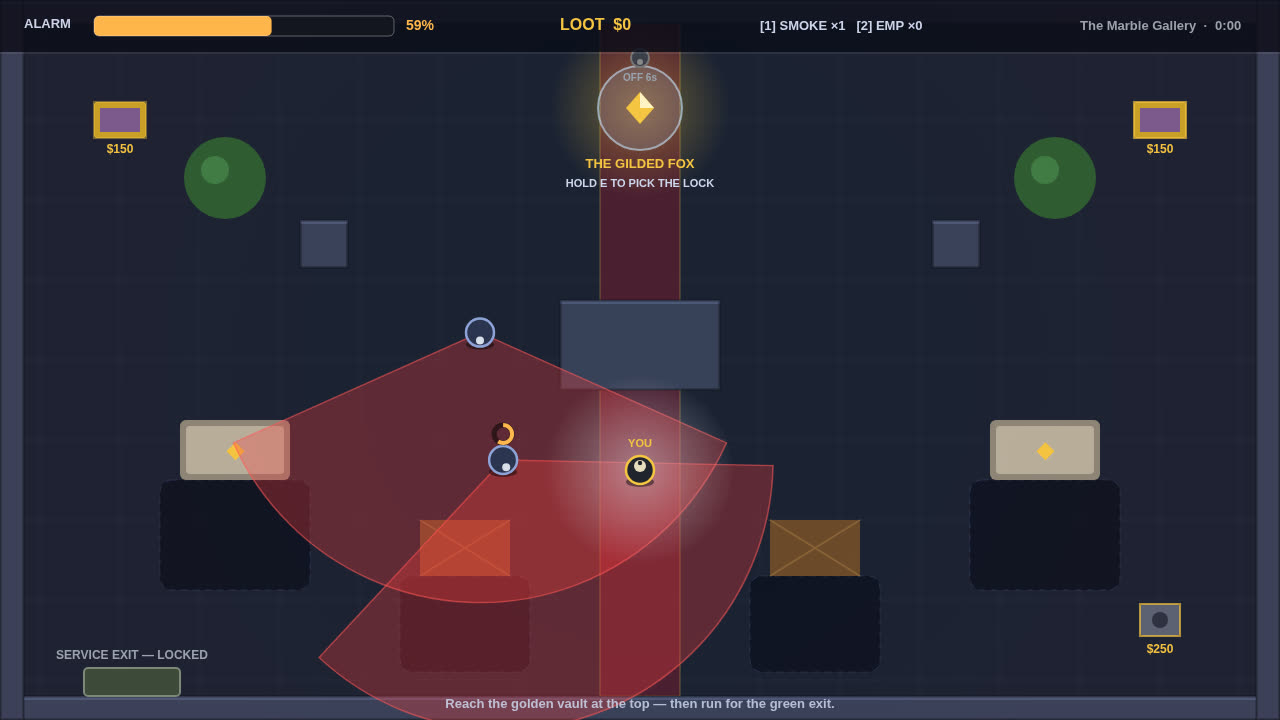 ALARM
59%
LOOT $0
[1] SMOKE ×1 [2] EMP ×0
The Marble Gallery · 0:00
OFF 6s
$150
$150
THE GILDED FOX
HOLD E TO PICK THE LOCK
YOU
$250
SERVICE EXIT — LOCKED
Reach the golden vault at the top — then run for the green exit.